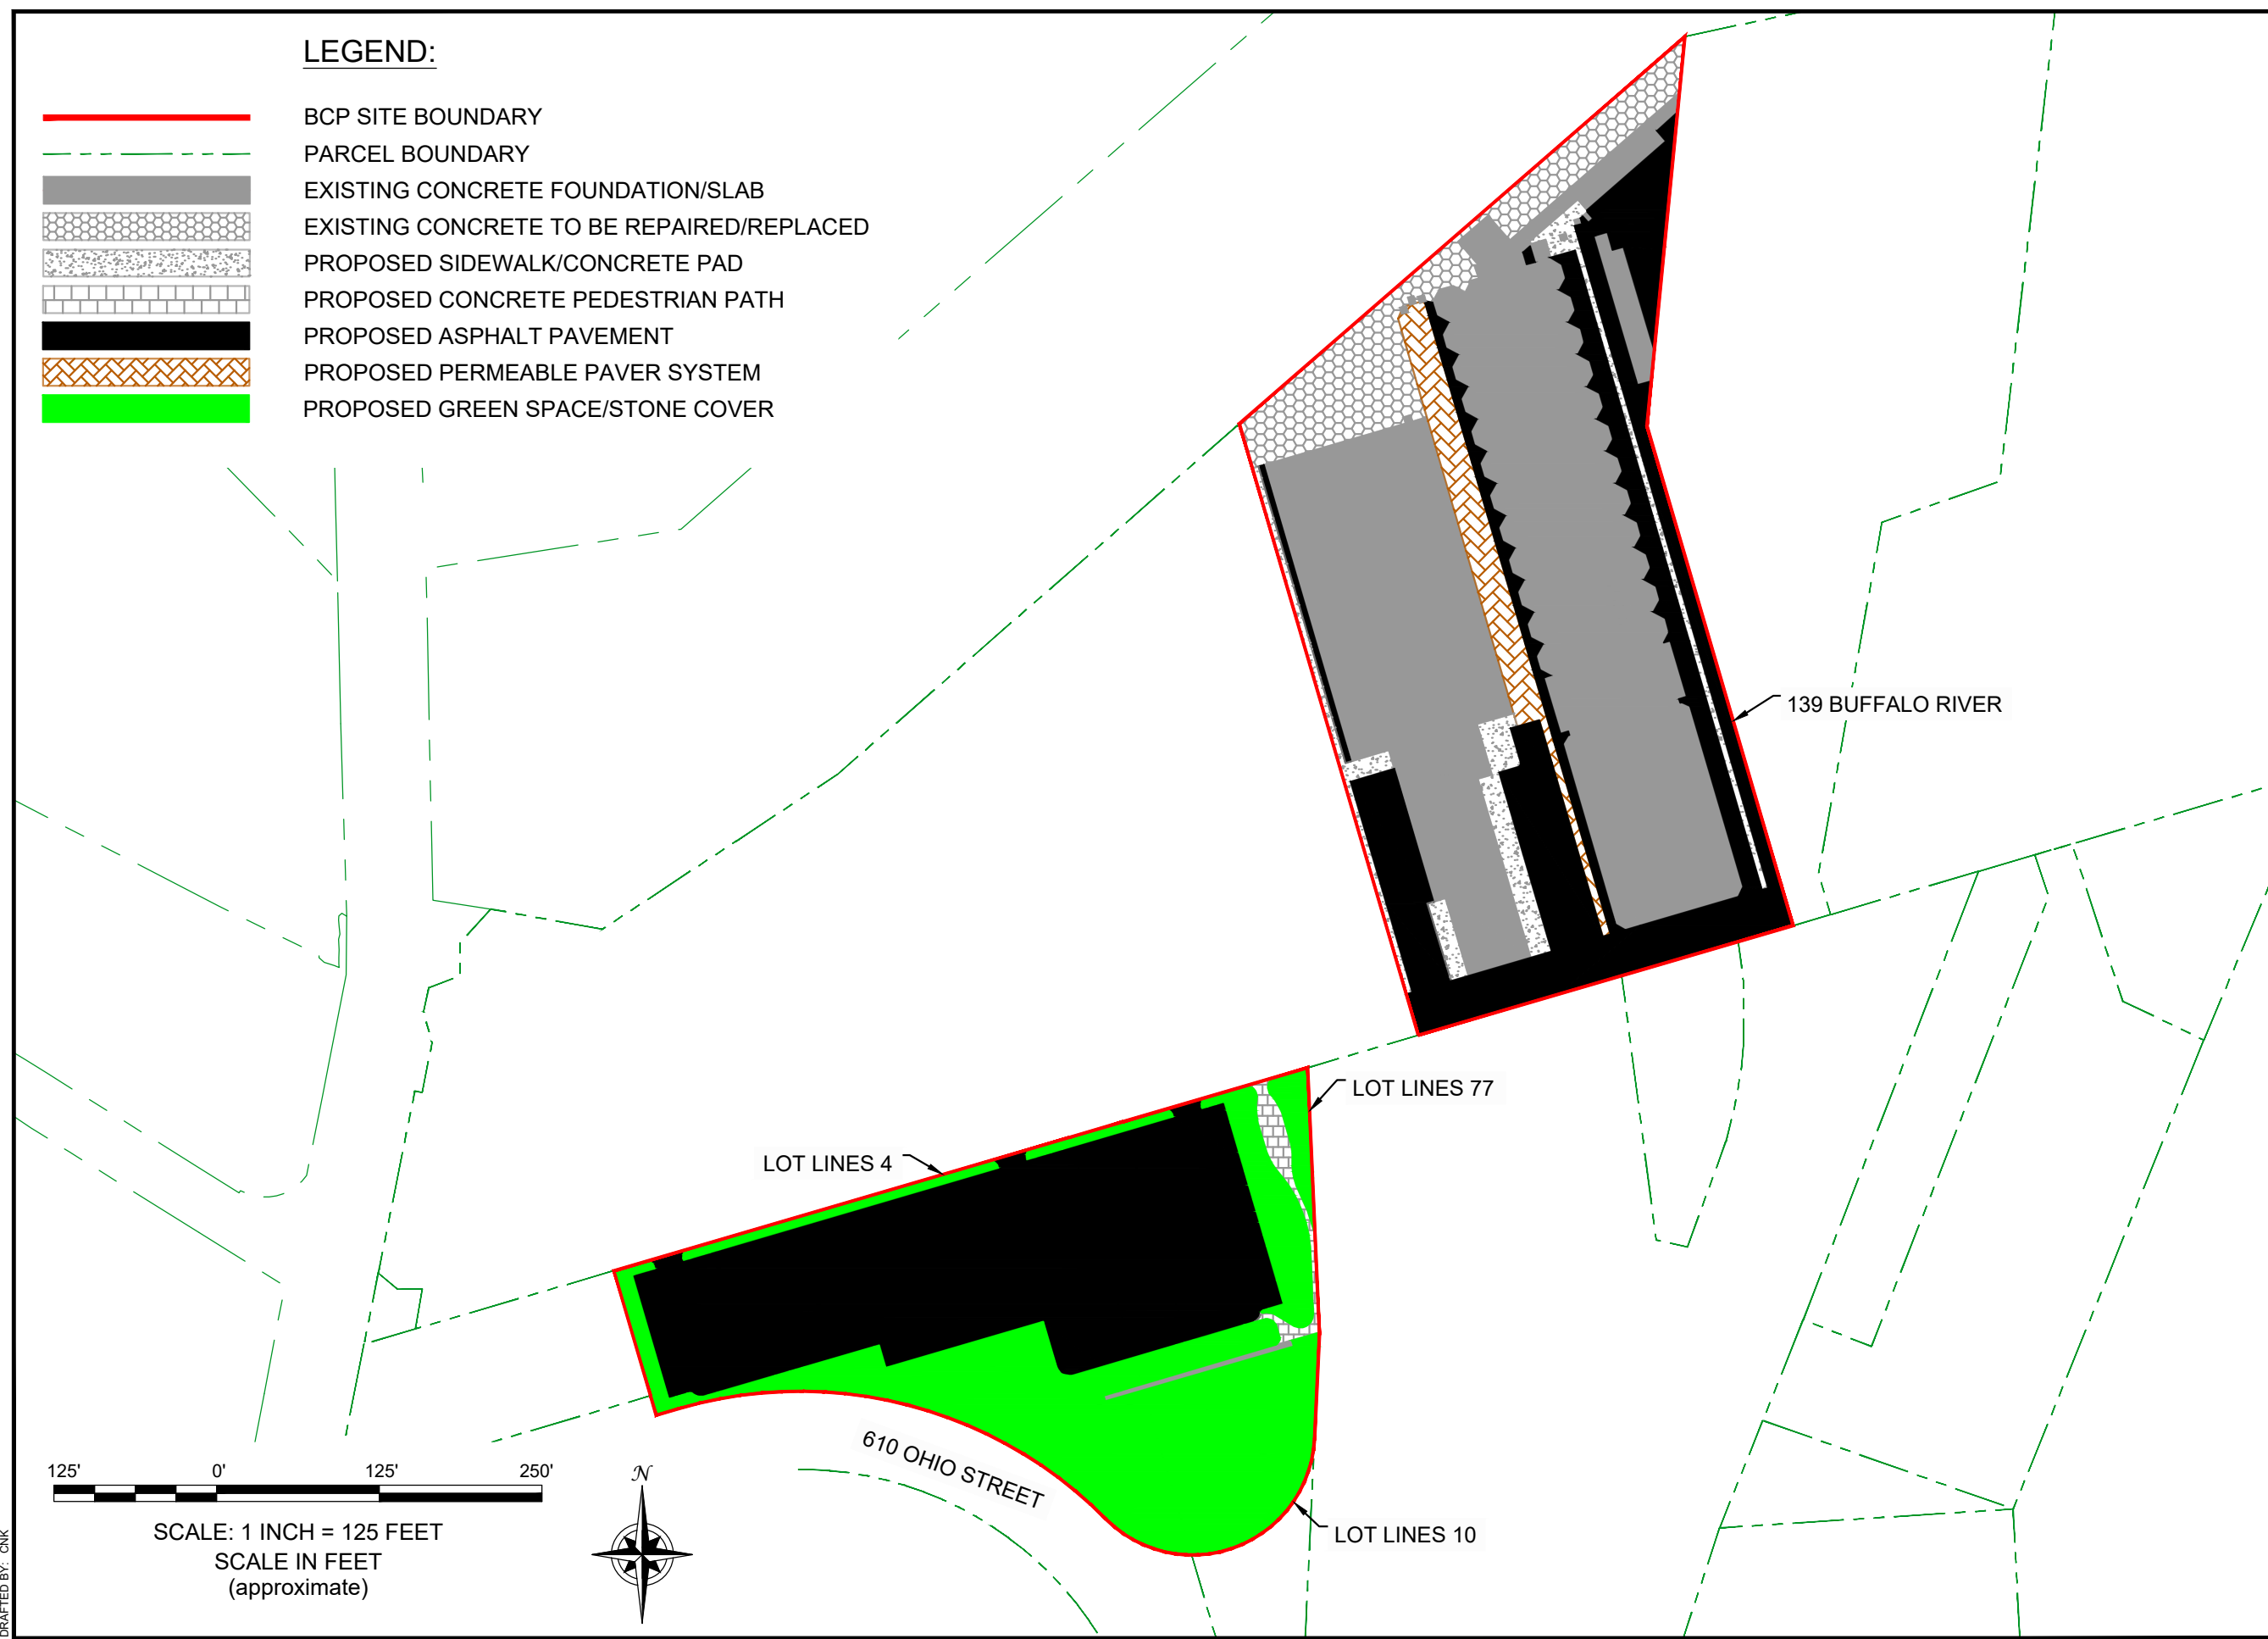 LEGEND:
BCP SITE BOUNDARY
PARCEL BOUNDARY
EXISTING CONCRETE FOUNDATION/SLAB
EXISTING CONCRETE TO BE REPAIRED/REPLACED
PROPOSED SIDEWALK/CONCRETE PAD
PROPOSED CONCRETE PEDESTRIAN PATH
PROPOSED ASPHALT PAVEMENT
PROPOSED PERMEABLE PAVER SYSTEM
PROPOSED GREEN SPACE/STONE COVER
139 BUFFALO RIVER
LOT LINES 77
LOT LINES 4
610 OHIO STREET
LOT LINES 10
125' 0' 125' 250'
SCALE: 1 INCH = 125 FEET
SCALE IN FEET
(approximate)
N
DRAFTED BY: CNK